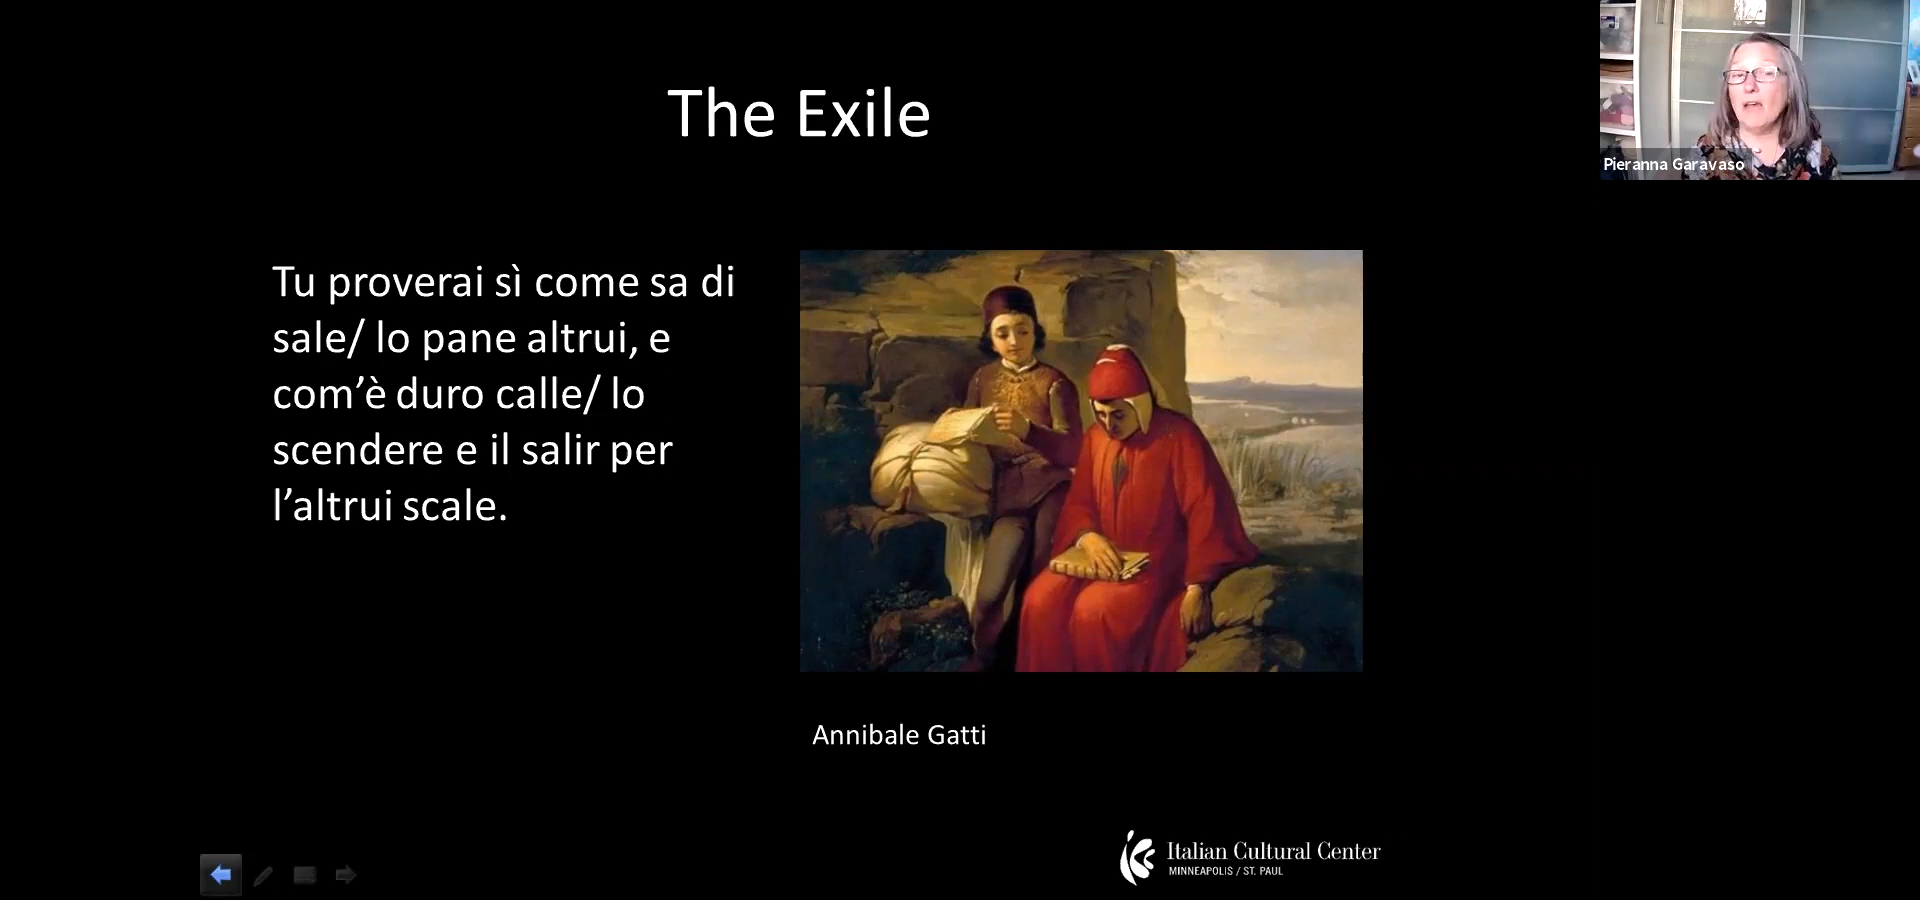 The Exile
Pieranna Garavaso
Tu proverai sì come sa di
sale/ lo pane altrui, e
com’è duro calle/ lo
scendere e il salir per
l’altrui scale.
Annibale Gatti
Italian Cultural Center
MINNEAPOLIS / ST. PAUL